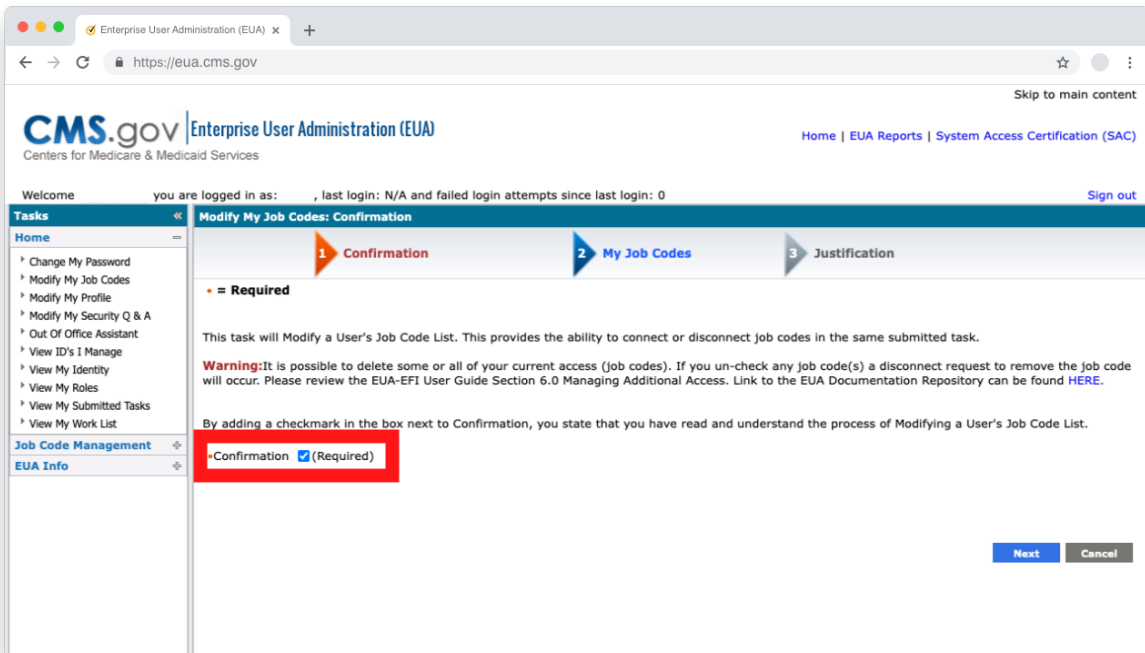 Enterprise User Administration (EUA)
https://eua.cms.gov
Skip to main content
CMS.gov Enterprise User Administration (EUA)
Centers for Medicare & Medicaid Services
Home | EUA Reports | System Access Certification (SAC)
Welcome you are logged in as: , last login: N/A and failed login attempts since last login: 0
Sign out
Tasks «
Home
Change My Password
Modify My Job Codes
Modify My Profile
Modify My Security Q & A
Out Of Office Assistant
View ID's I Manage
View My Identity
View My Roles
View My Submitted Tasks
View My Work List
Job Code Management
EUA Info
Modify My Job Codes: Confirmation
1 Confirmation 2 My Job Codes 3 Justification
• = Required
This task will Modify a User's Job Code List. This provides the ability to connect or disconnect job codes in the same submitted task.
Warning:It is possible to delete some or all of your current access (job codes). If you un-check any job code(s) a disconnect request to remove the job code
will occur. Please review the EUA-EFI User Guide Section 6.0 Managing Additional Access. Link to the EUA Documentation Repository can be found HERE.
By adding a checkmark in the box next to Confirmation, you state that you have read and understand the process of Modifying a User's Job Code List.
•Confirmation (Required)
Next Cancel